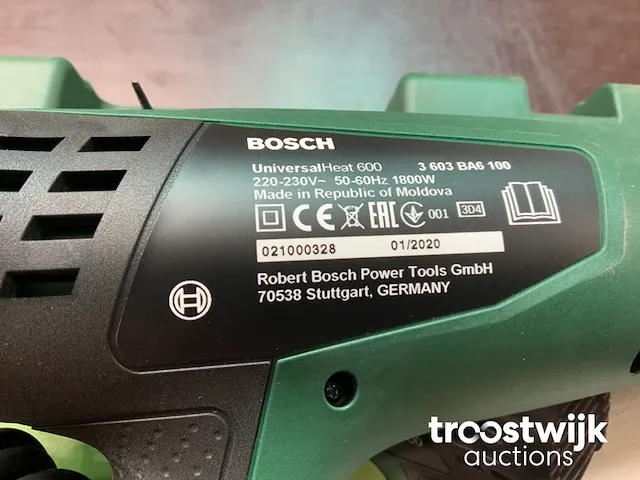 BOSCH
UniversalHeat 600 3 603 BA6 100
220-230V~ 50-60Hz 1800W
Made in Republic of Moldova
CE EAC 001 3D4
021000328 01/2020
Robert Bosch Power Tools GmbH
70538 Stuttgart, GERMANY
troostwijk
auctions